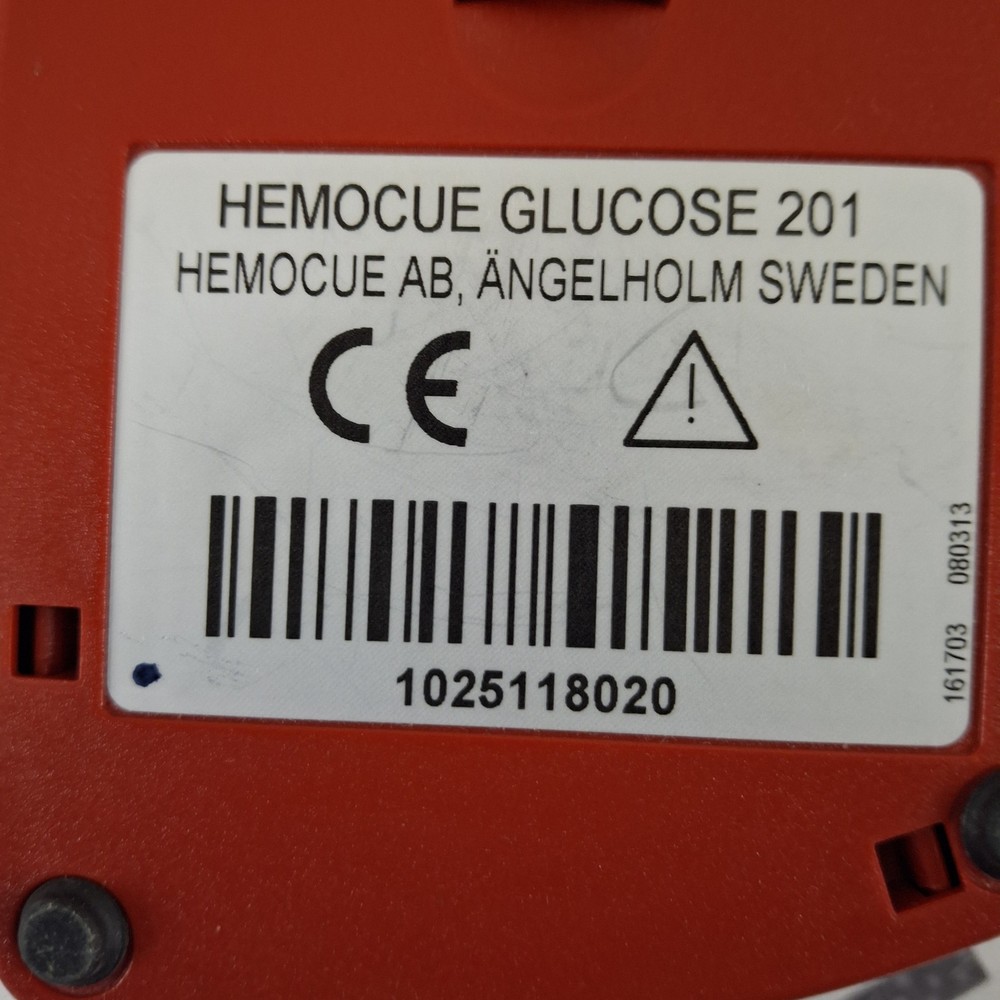 HEMOCUE GLUCOSE 201
HEMOCUE AB, ÄNGELHOLM SWEDEN
CE
!
1025118020
161703 080313